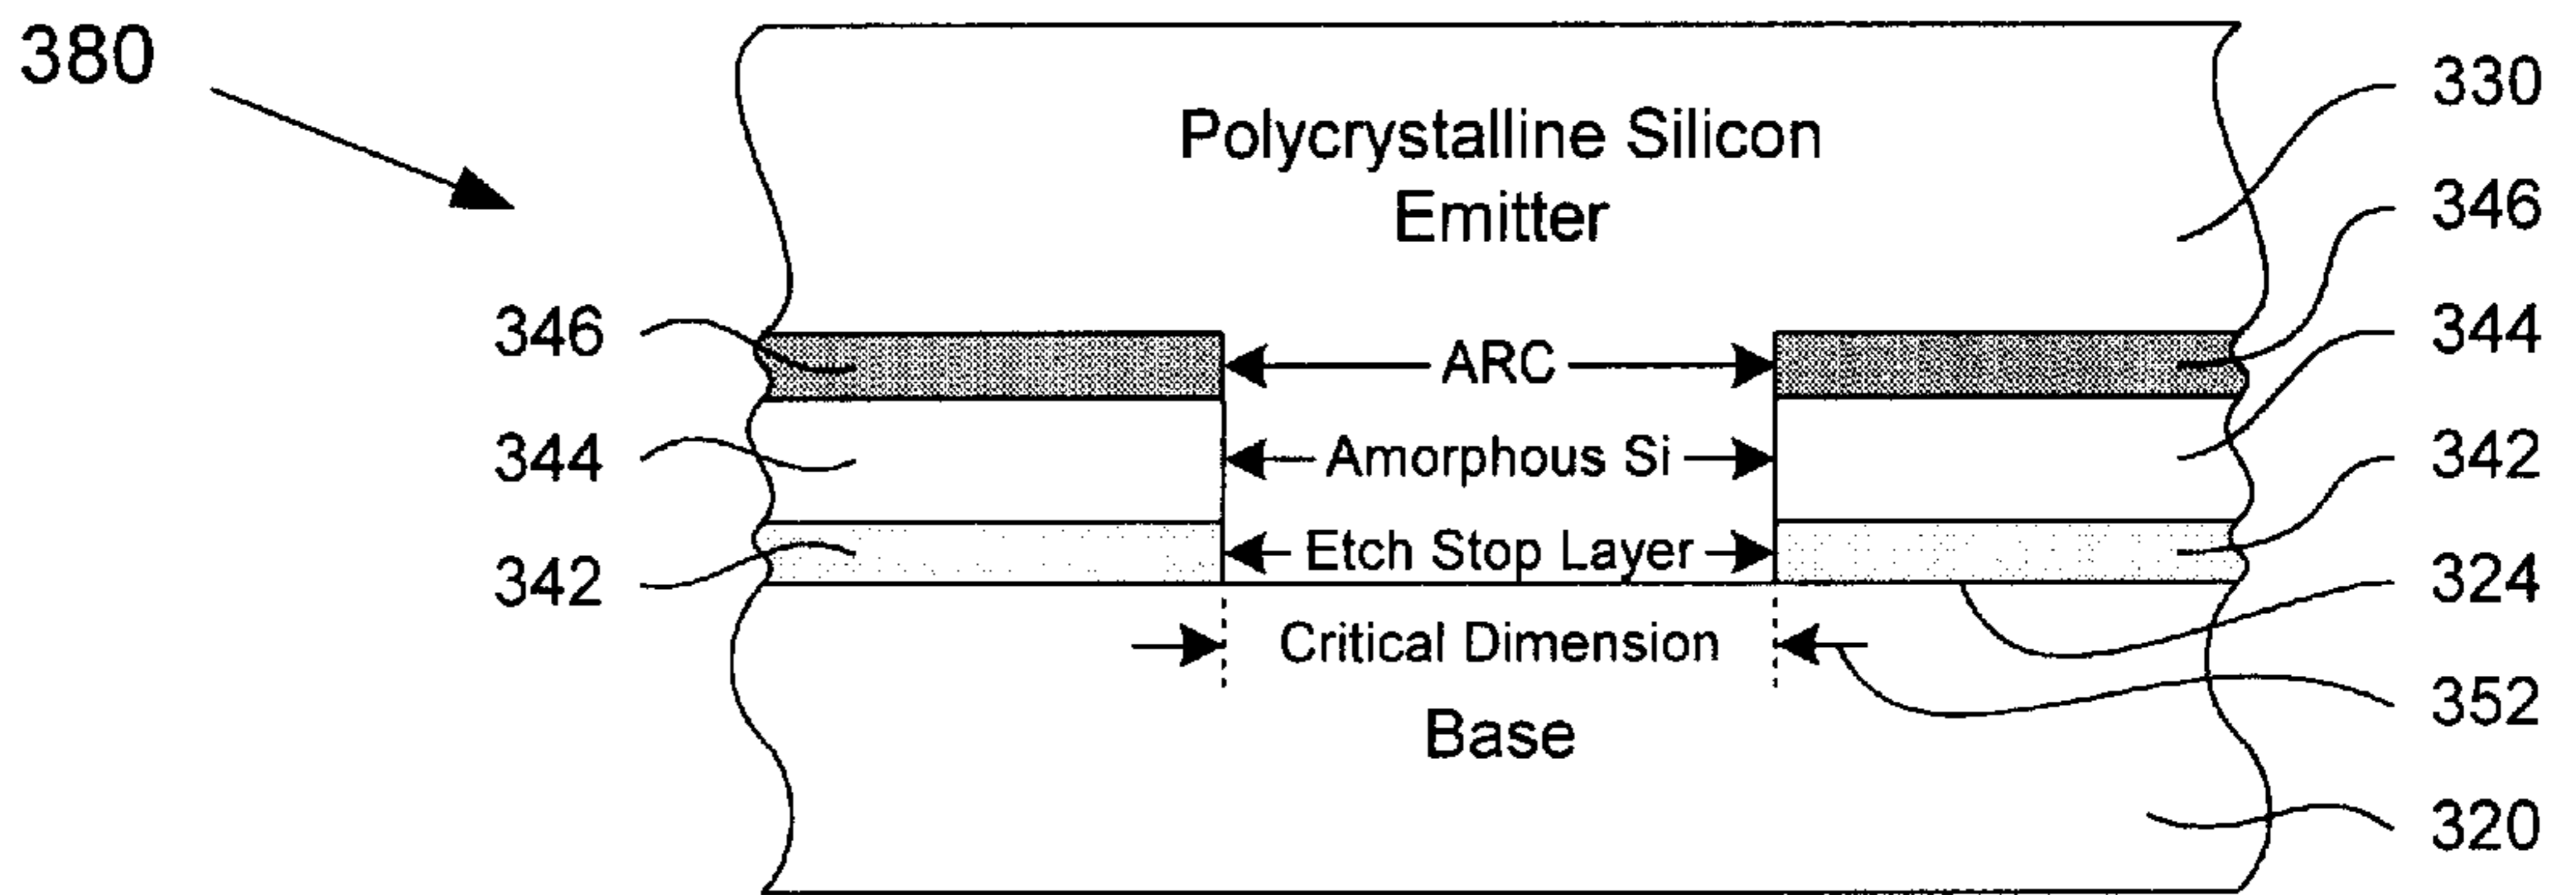 380
330
Polycrystalline Silicon
Emitter
346
346
ARC
344
344
Amorphous Si
342
342
Etch Stop Layer
324
Critical Dimension
352
Base
320